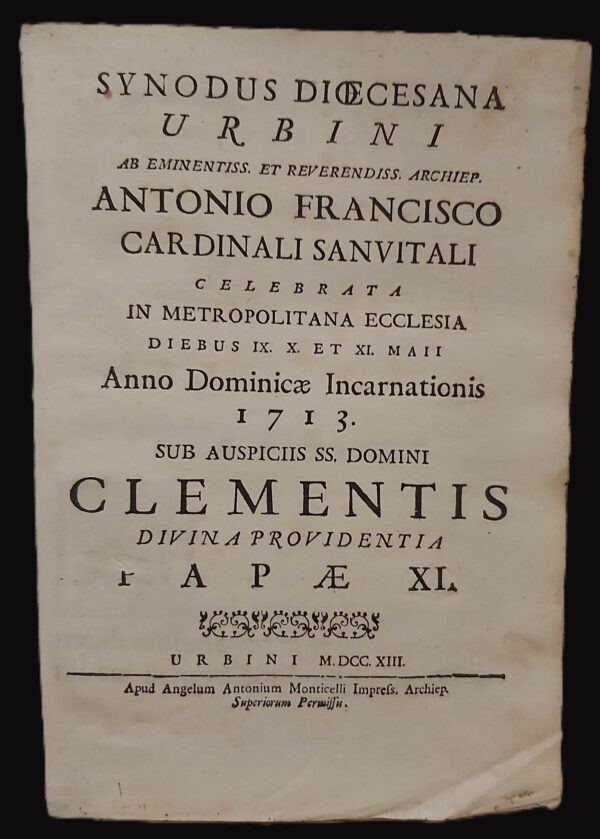 SYNODUS DIŒCESANA
URBINI
AB EMINENTISS. ET REVERENDISS. ARCHIEP.
ANTONIO FRANCISCO
CARDINALI SANVITALI
CELEBRATA
IN METROPOLITANA ECCLESIA
DIEBUS IX. X. ET XI. MAII
Anno Dominicæ Incarnationis
1713.
SUB AUSPICIIS SS. DOMINI
CLEMENTIS
DIVINA PROVIDENTIA
PAPÆ XI.
URBINI M.DCC.XIII.
Apud Angelum Antonium Monticelli Impreſs. Archiep.
Superiorum Permiſſu.